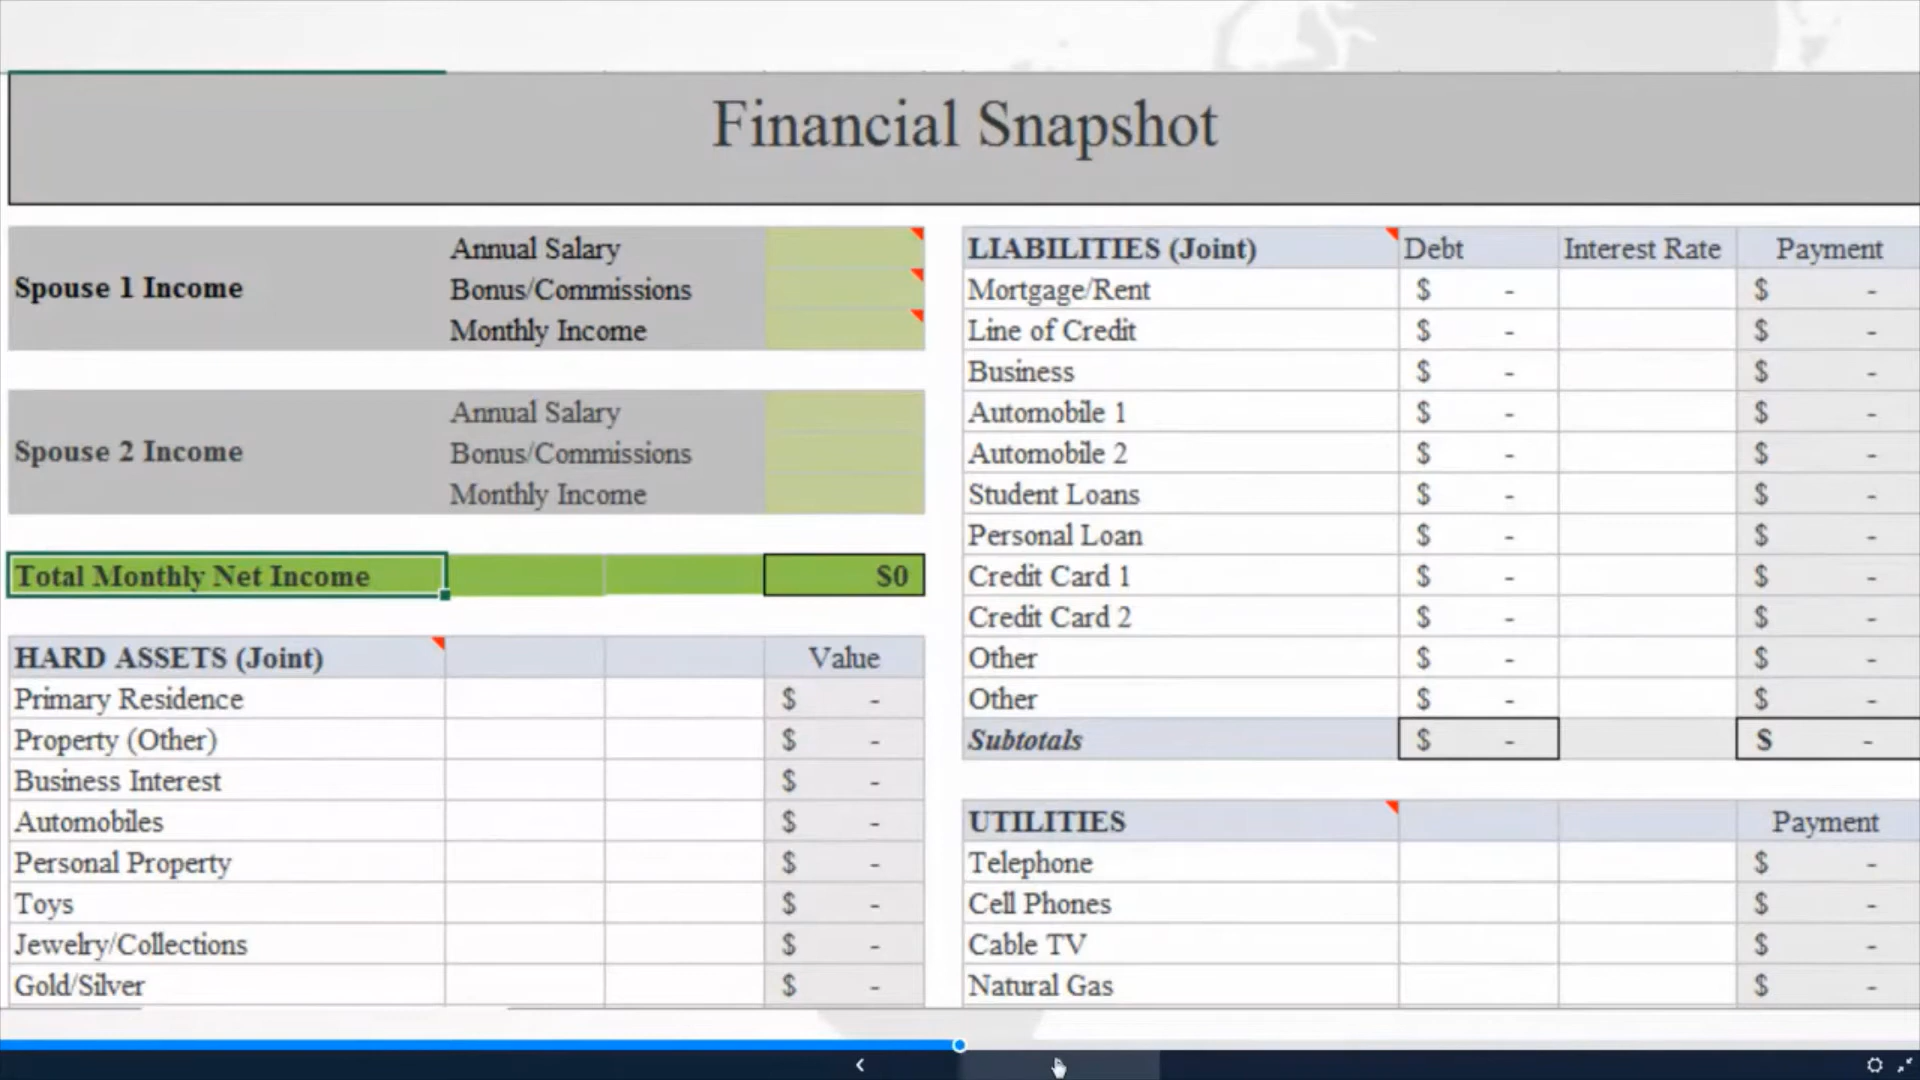 Financial Snapshot
Spouse 1 Income
Annual Salary
Bonus/Commissions
Monthly Income
Spouse 2 Income
Annual Salary
Bonus/Commissions
Monthly Income
Total Monthly Net Income $0
HARD ASSETS (Joint) Value
Primary Residence $ -
Property (Other) $ -
Business Interest $ -
Automobiles $ -
Personal Property $ -
Toys $ -
Jewelry/Collections $ -
Gold/Silver $ -
LIABILITIES (Joint) Debt Interest Rate Payment
Mortgage/Rent $ - $ -
Line of Credit $ - $ -
Business $ - $ -
Automobile 1 $ - $ -
Automobile 2 $ - $ -
Student Loans $ - $ -
Personal Loan $ - $ -
Credit Card 1 $ - $ -
Credit Card 2 $ - $ -
Other $ - $ -
Other $ - $ -
Subtotals $ - $ -
UTILITIES Payment
Telephone $ -
Cell Phones $ -
Cable TV $ -
Natural Gas $ -